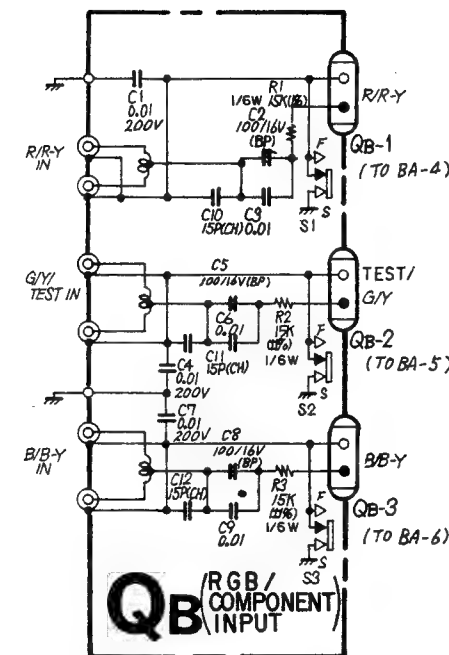 R1
1/6W 15K(1%)
C1
0.01
200V
C2
100/16V
(BP)
R/R-Y
QB-1
(TO BA-4)
R/R-Y
IN
F
C10
15P(CH)
C3
0.01
S
S1
C5
100/16V(BP)
TEST/
G/Y
G/Y/
TEST IN
C6
0.01
R2
15K
(1%)
1/6W
F
QB-2
(TO BA-5)
C11
15P(CH)
C4
0.01
200V
S
S2
C7
0.01
200V
C8
100/16V
(BP)
B/B-Y
IN
B/B-Y
C12
15P(CH)
R3
15K
(1%)
1/6W
QB-3
F
(TO BA-6)
C9
0.01
S
S3
QB (RGB/
COMPONENT
INPUT)